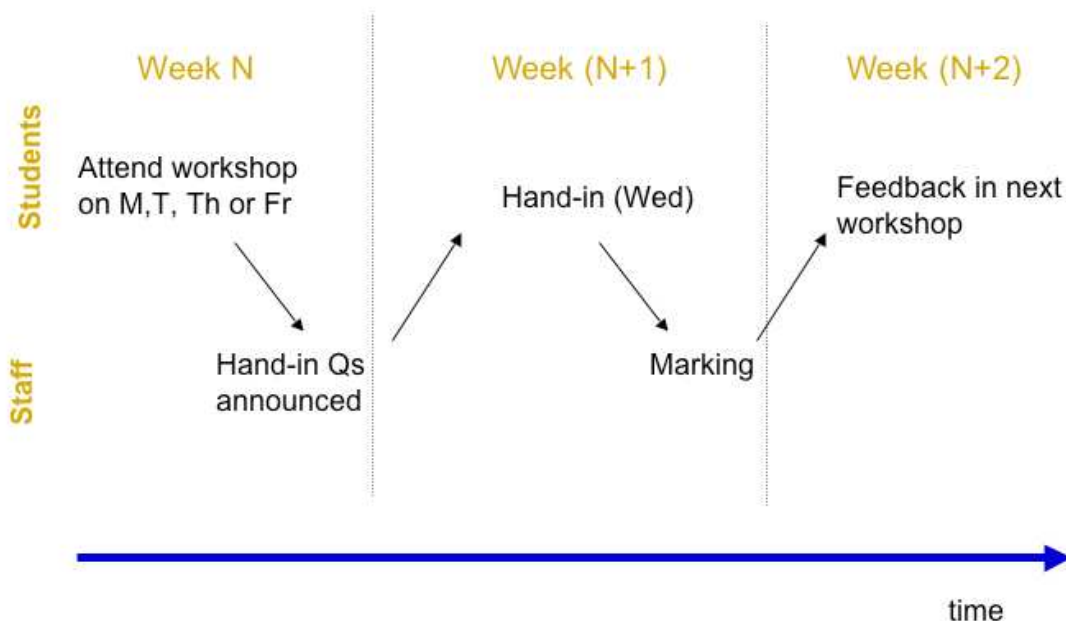 Week N
Week (N+1)
Week (N+2)
Students
Attend workshop
on M,T, Th or Fr
Hand-in (Wed)
Feedback in next
workshop
Staff
Hand-in Qs
announced
Marking
time